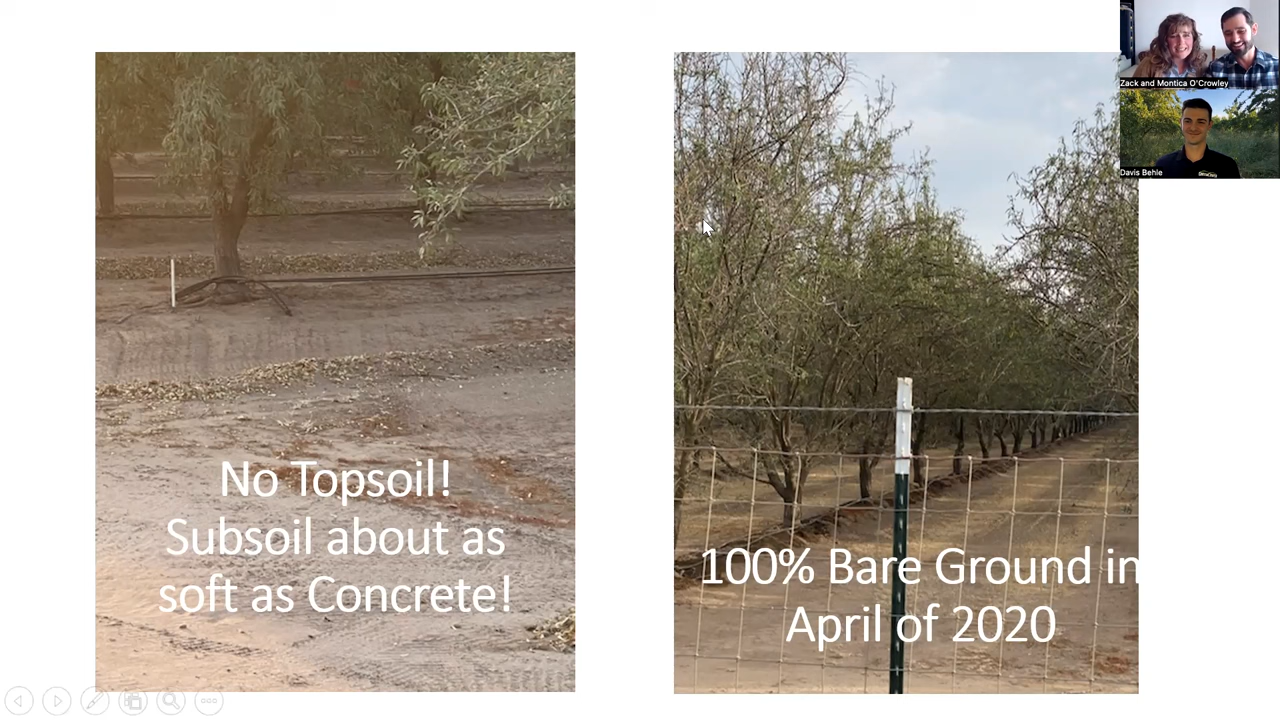 Zack and Montica O'Crowley
Davis Behle
No Topsoil!
Subsoil about as
soft as Concrete!
100% Bare Ground in
April of 2020